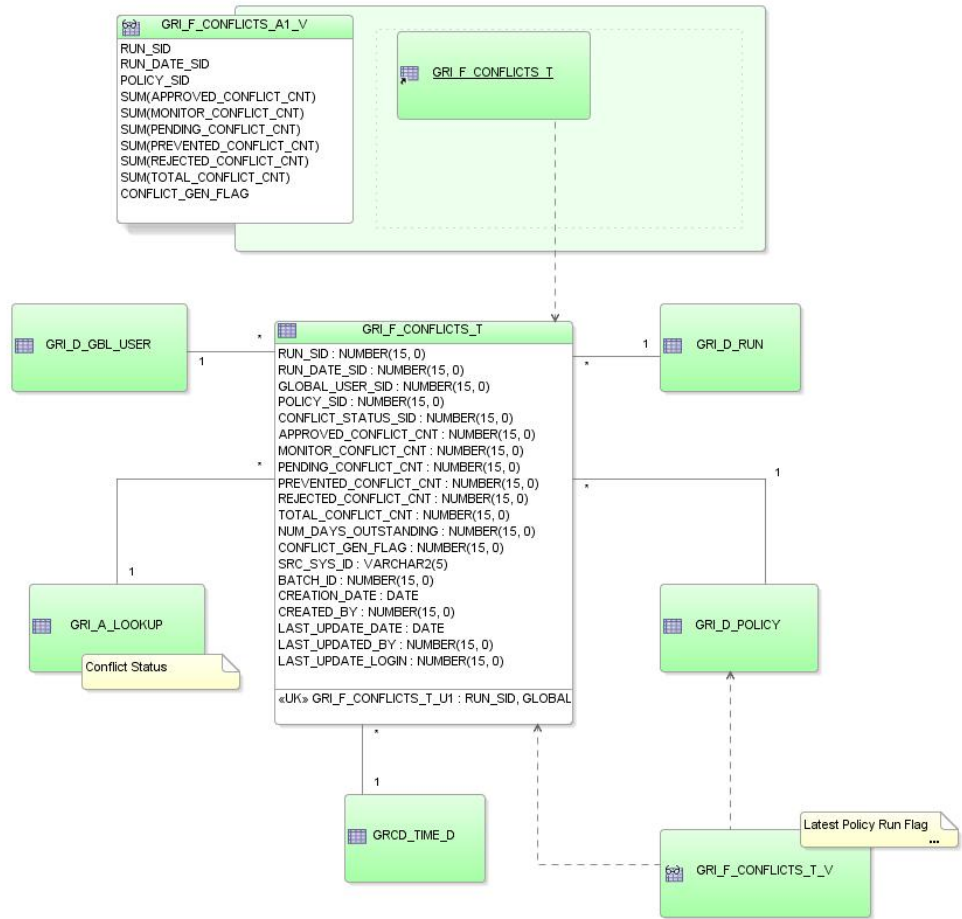 GRI_F_CONFLICTS_A1_V
RUN_SID
RUN_DATE_SID
POLICY_SID
SUM(APPROVED_CONFLICT_CNT)
SUM(MONITOR_CONFLICT_CNT)
SUM(PENDING_CONFLICT_CNT)
SUM(PREVENTED_CONFLICT_CNT)
SUM(REJECTED_CONFLICT_CNT)
SUM(TOTAL_CONFLICT_CNT)
CONFLICT_GEN_FLAG
GRI_F_CONFLICTS_T
GRI_D_GBL_USER
*
1
GRI_F_CONFLICTS_T
RUN_SID : NUMBER(15, 0)
RUN_DATE_SID : NUMBER(15, 0)
GLOBAL_USER_SID : NUMBER(15, 0)
POLICY_SID : NUMBER(15, 0)
CONFLICT_STATUS_SID : NUMBER(15, 0)
APPROVED_CONFLICT_CNT : NUMBER(15, 0)
MONITOR_CONFLICT_CNT : NUMBER(15, 0)
PENDING_CONFLICT_CNT : NUMBER(15, 0)
PREVENTED_CONFLICT_CNT : NUMBER(15, 0)
REJECTED_CONFLICT_CNT : NUMBER(15, 0)
TOTAL_CONFLICT_CNT : NUMBER(15, 0)
NUM_DAYS_OUTSTANDING : NUMBER(15, 0)
CONFLICT_GEN_FLAG : NUMBER(15, 0)
SRC_SYS_ID : VARCHAR2(5)
BATCH_ID : NUMBER(15, 0)
CREATION_DATE : DATE
CREATED_BY : NUMBER(15, 0)
LAST_UPDATE_DATE : DATE
LAST_UPDATED_BY : NUMBER(15, 0)
LAST_UPDATE_LOGIN : NUMBER(15, 0)
«UK» GRI_F_CONFLICTS_T_U1 : RUN_SID, GLOBAL
1
*
GRI_D_RUN
*
1
GRI_A_LOOKUP
Conflict Status
*
1
GRI_D_POLICY
*
1
GRCD_TIME_D
Latest Policy Run Flag
...
GRI_F_CONFLICTS_T_V